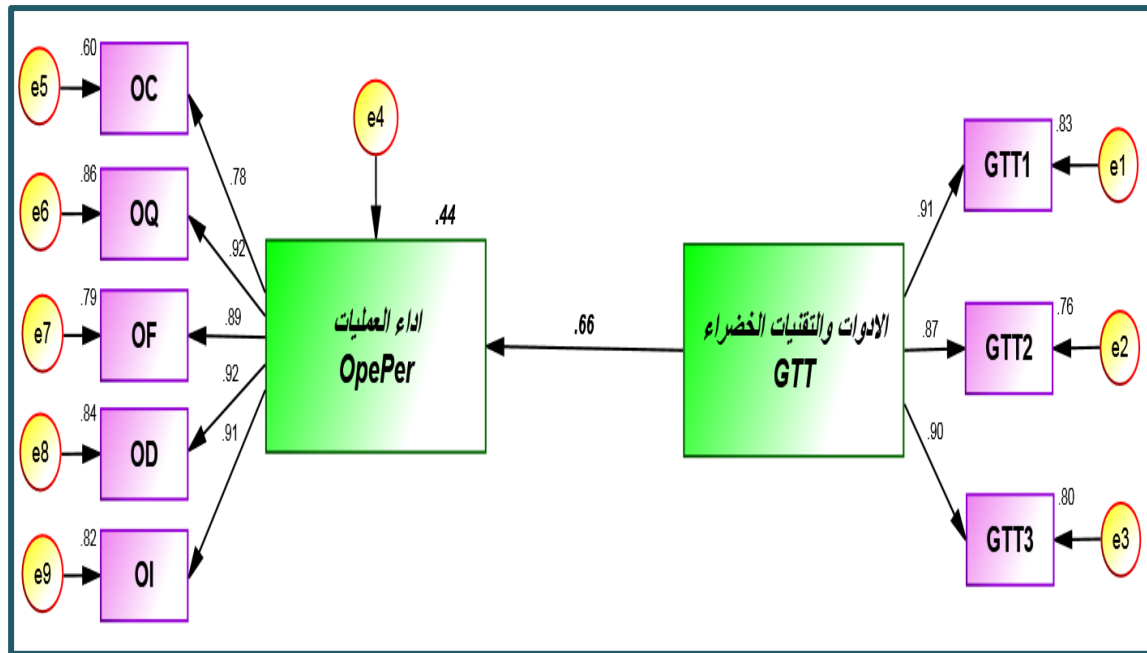 .60
e5
OC
.86
e6
OQ
.79
e7
OF
.84
e8
OD
.82
e9
OI
.78
.92
.89
.92
.91
e4
.44
اداء العمليات
OpePer
.66
الادوات والتقنيات الخضراء
GTT
.91
.87
.90
.83
GTT1
e1
.76
GTT2
e2
.80
GTT3
e3